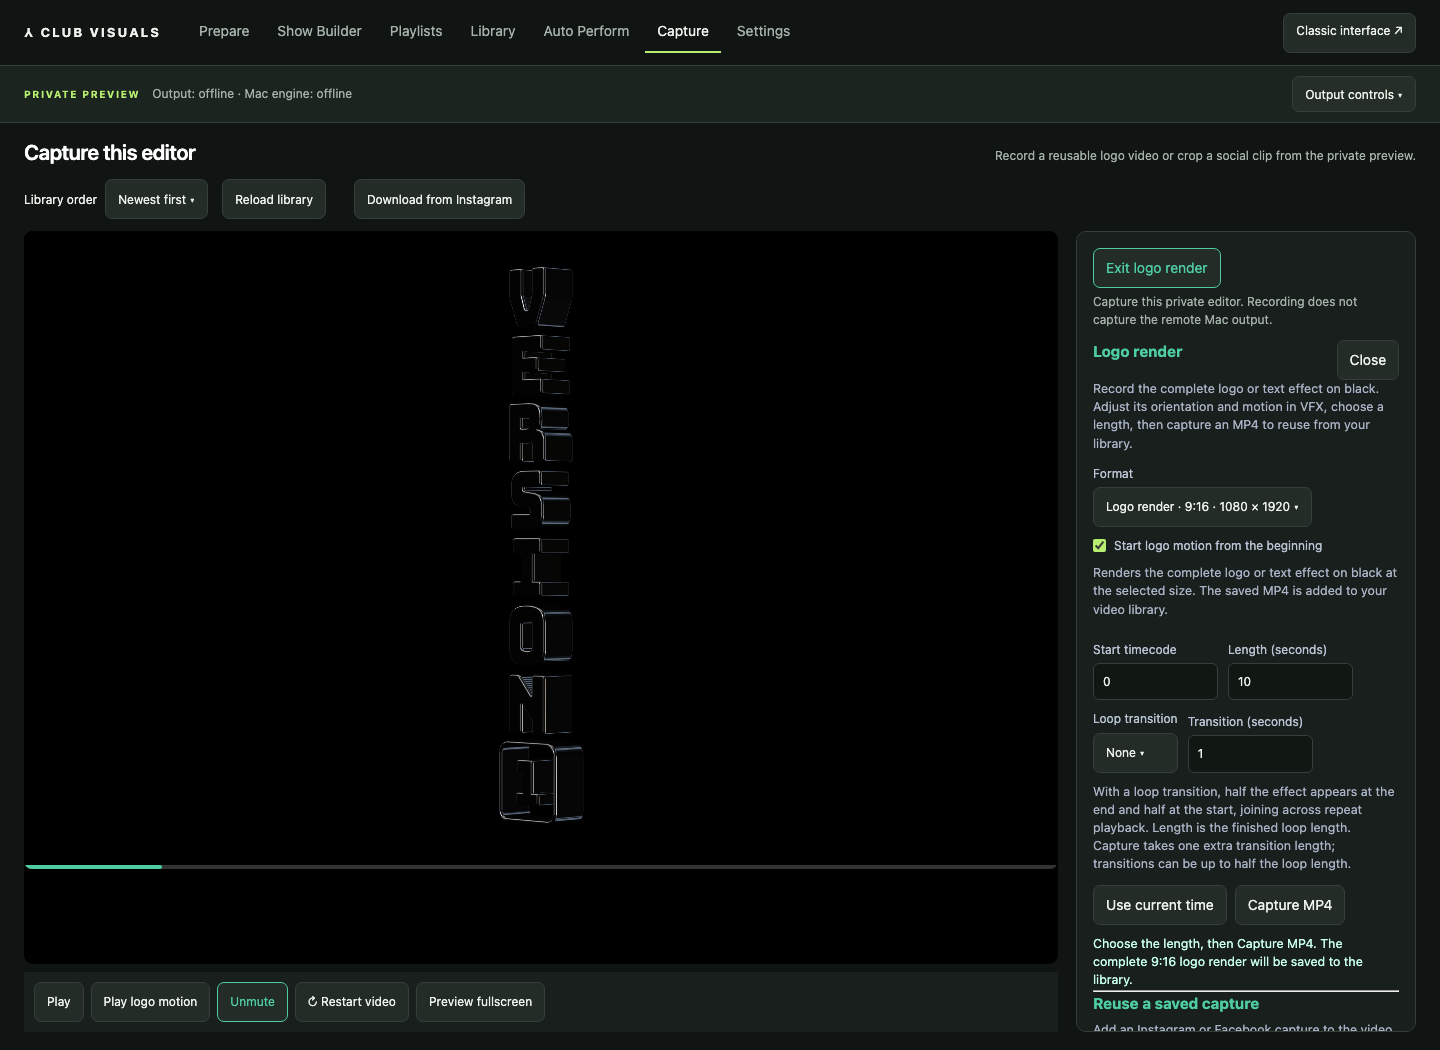 ⅄ CLUB VISUALS
Prepare
Show Builder
Playlists
Library
Auto Perform
Capture
Settings
Classic interface ↗
PRIVATE PREVIEW
Output: offline · Mac engine: offline
Output controls ▾
Capture this editor
Record a reusable logo video or crop a social clip from the private preview.
Library order
Newest first ▾
Reload library
Download from Instagram
VERSION
E
Exit logo render
Capture this private editor. Recording does not
capture the remote Mac output.
Logo render
Close
Record the complete logo or text effect on black.
Adjust its orientation and motion in VFX, choose a
length, then capture an MP4 to reuse from your
library.
Format
Logo render · 9:16 · 1080 × 1920 ▾
Start logo motion from the beginning
Renders the complete logo or text effect on black at
the selected size. The saved MP4 is added to your
video library.
Start timecode
Length (seconds)
0
10
Loop transition
Transition (seconds)
None ▾
1
With a loop transition, half the effect appears at the
end and half at the start, joining across repeat
playback. Length is the finished loop length.
Capture takes one extra transition length;
transitions can be up to half the loop length.
Use current time
Capture MP4
Choose the length, then Capture MP4. The
complete 9:16 logo render will be saved to the
library.
Reuse a saved capture
Add an Instagram or Facebook capture to the video
Play
Play logo motion
Unmute
↻ Restart video
Preview fullscreen